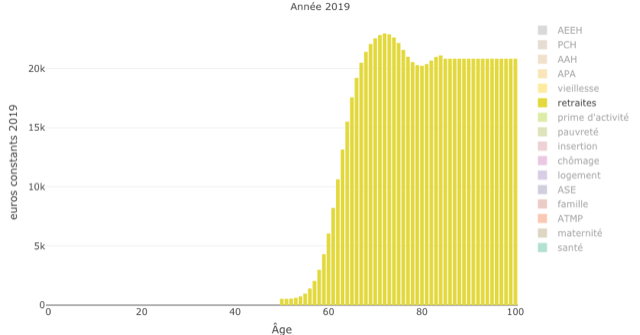 Année 2019
euros constants 2019
20k
15k
10k
5k
0
0 20 40 60 80 100
Âge
AEEH
PCH
AAH
APA
vieillesse
retraites
prime d'activité
pauvreté
insertion
chômage
logement
ASE
famille
ATMP
maternité
santé